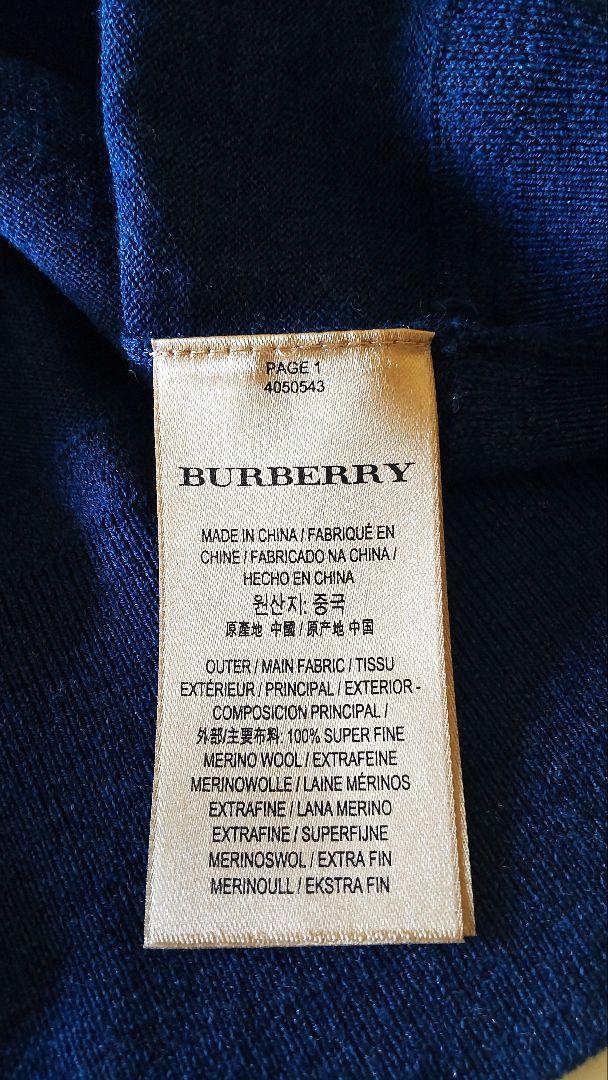 PAGE 1
4050543
BURBERRY
MADE IN CHINA / FABRIQUÉ EN
CHINE / FABRICADO NA CHINA /
HECHO EN CHINA
원산지: 중국
原產地 中國 / 原产地 中国
OUTER / MAIN FABRIC / TISSU
EXTÉRIEUR / PRINCIPAL / EXTERIOR -
COMPOSICION PRINCIPAL /
外部/主要布料: 100% SUPER FINE
MERINO WOOL / EXTRAFEINE
MERINOWOLLE / LAINE MÉRINOS
EXTRAFINE / LANA MERINO
EXTRAFINE / SUPERFIJNE
MERINOSWOL / EXTRA FIN
MERINOULL / EKSTRA FIN